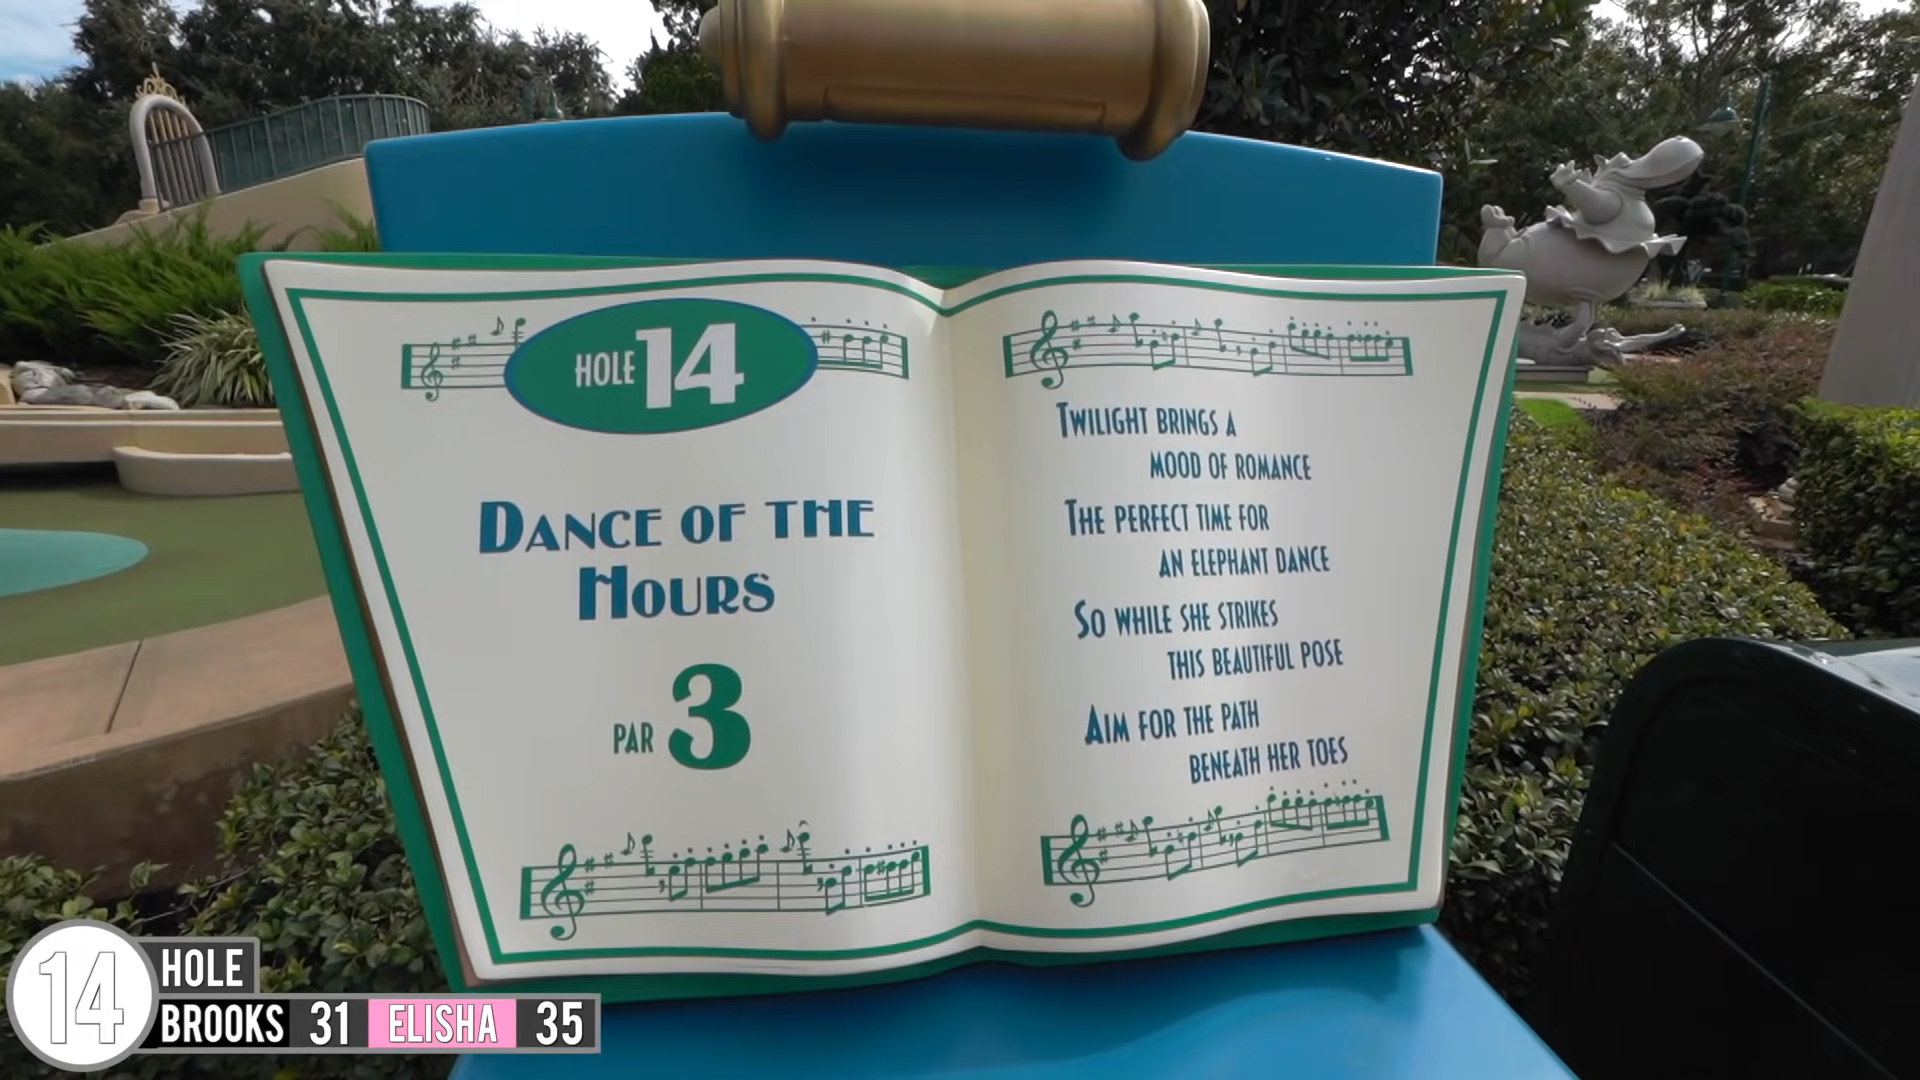 HOLE 14
DANCE OF THE
HOURS
PAR 3
TWILIGHT BRINGS A
MOOD OF ROMANCE
THE PERFECT TIME FOR
AN ELEPHANT DANCE
SO WHILE SHE STRIKES
THIS BEAUTIFUL POSE
AIM FOR THE PATH
BENEATH HER TOES
14 HOLE
BROOKS 31 ELISHA 35